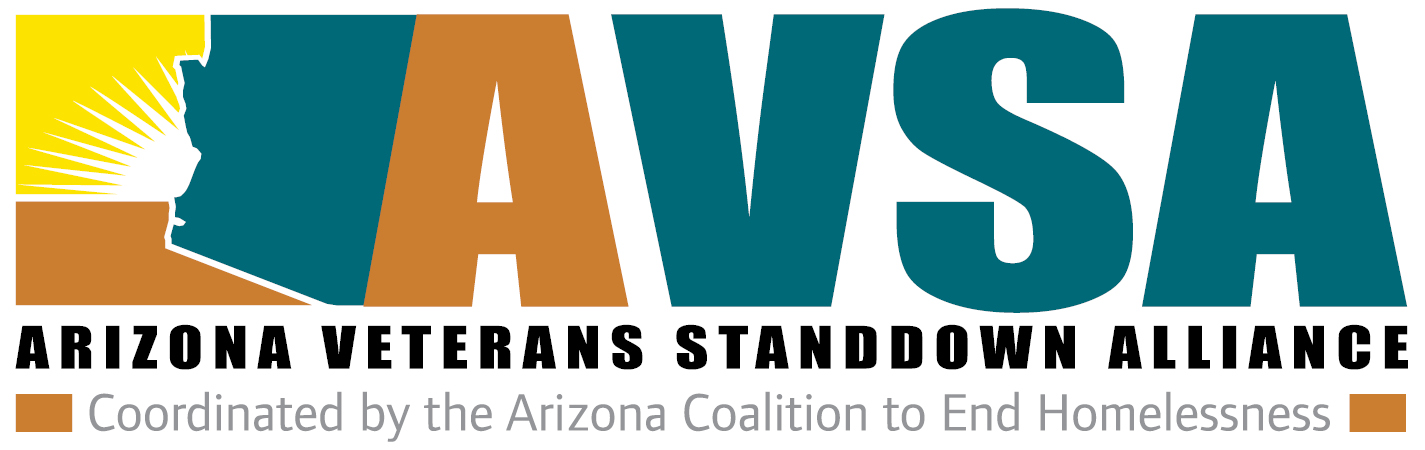 AVSA
ARIZONA VETERANS STANDDOWN ALLIANCE
Coordinated by the Arizona Coalition to End Homelessness